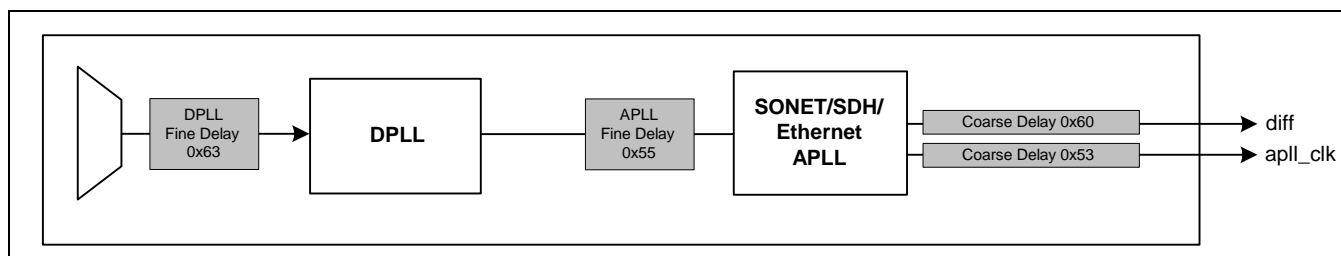 DPLL
Fine Delay
0x63
DPLL
APLL
Fine Delay
0x55
SONET/SDH/
Ethernet
APLL
Coarse Delay 0x60
diff
Coarse Delay 0x53
apll_clk